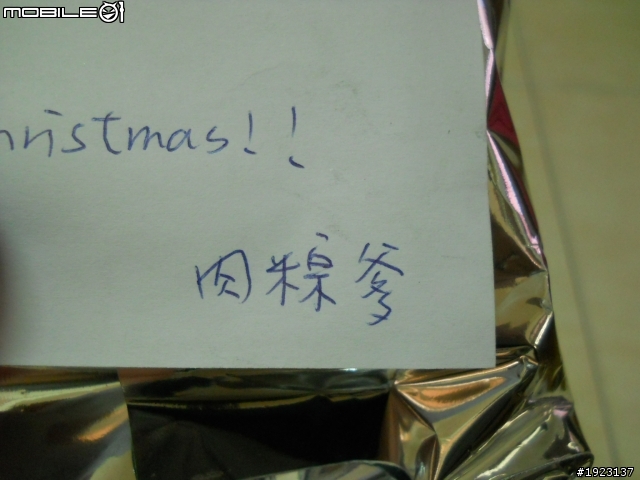 MOBILE01
hristmas!!
肉粽爹
#1923137